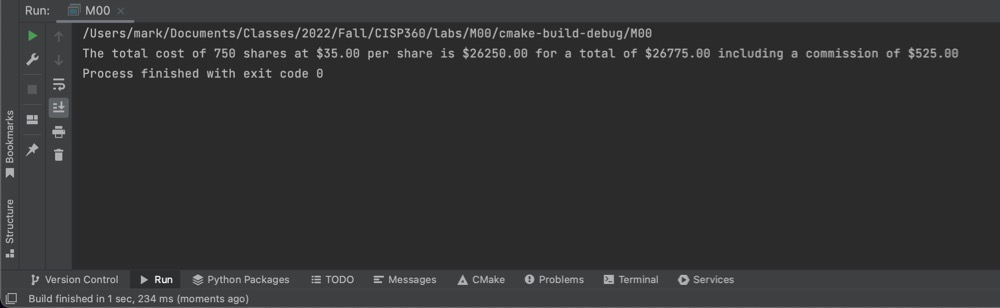 Run: M00
/Users/mark/Documents/Classes/2022/Fall/CISP360/labs/M00/cmake-build-debug/M00
The total cost of 750 shares at $35.00 per share is $26250.00 for a total of $26775.00 including a commission of $525.00
Process finished with exit code 0
Bookmarks
Structure
Version Control Run Python Packages TODO Messages CMake Problems Terminal Services
Build finished in 1 sec, 234 ms (moments ago)